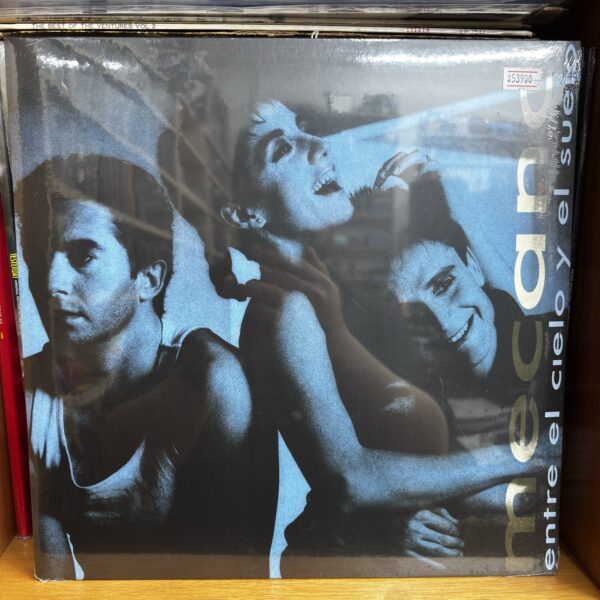 THE BEST OF THE VENTURES VOL 2
$53900
mecano
entre el cielo y el suelo